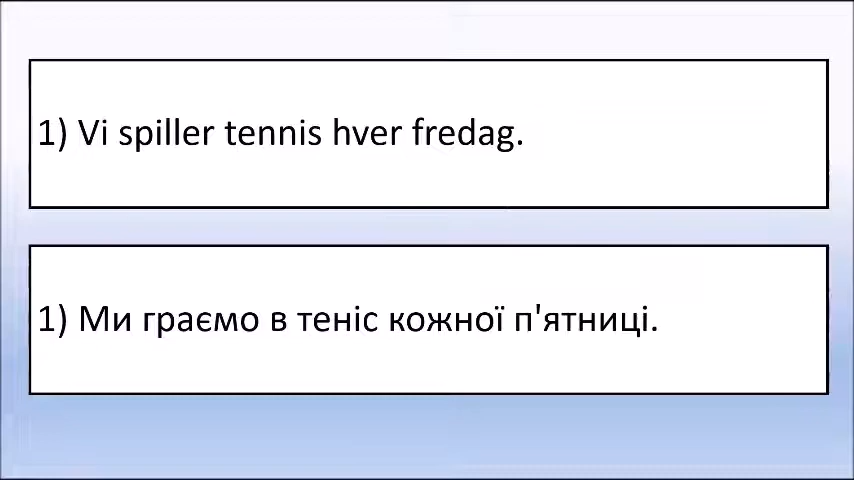 1) Vi spiller tennis hver fredag.
1) Ми граємо в теніс кожної п'ятниці.